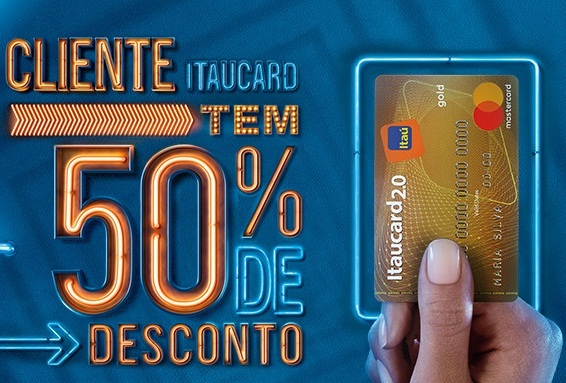 CLIENTE ITAUCARD
TEM
50%
DE
DESCONTO
gold
mastercard
Itaú
Itaucard 2.0
0000 0000 0000
00/00
MARIA SILVA